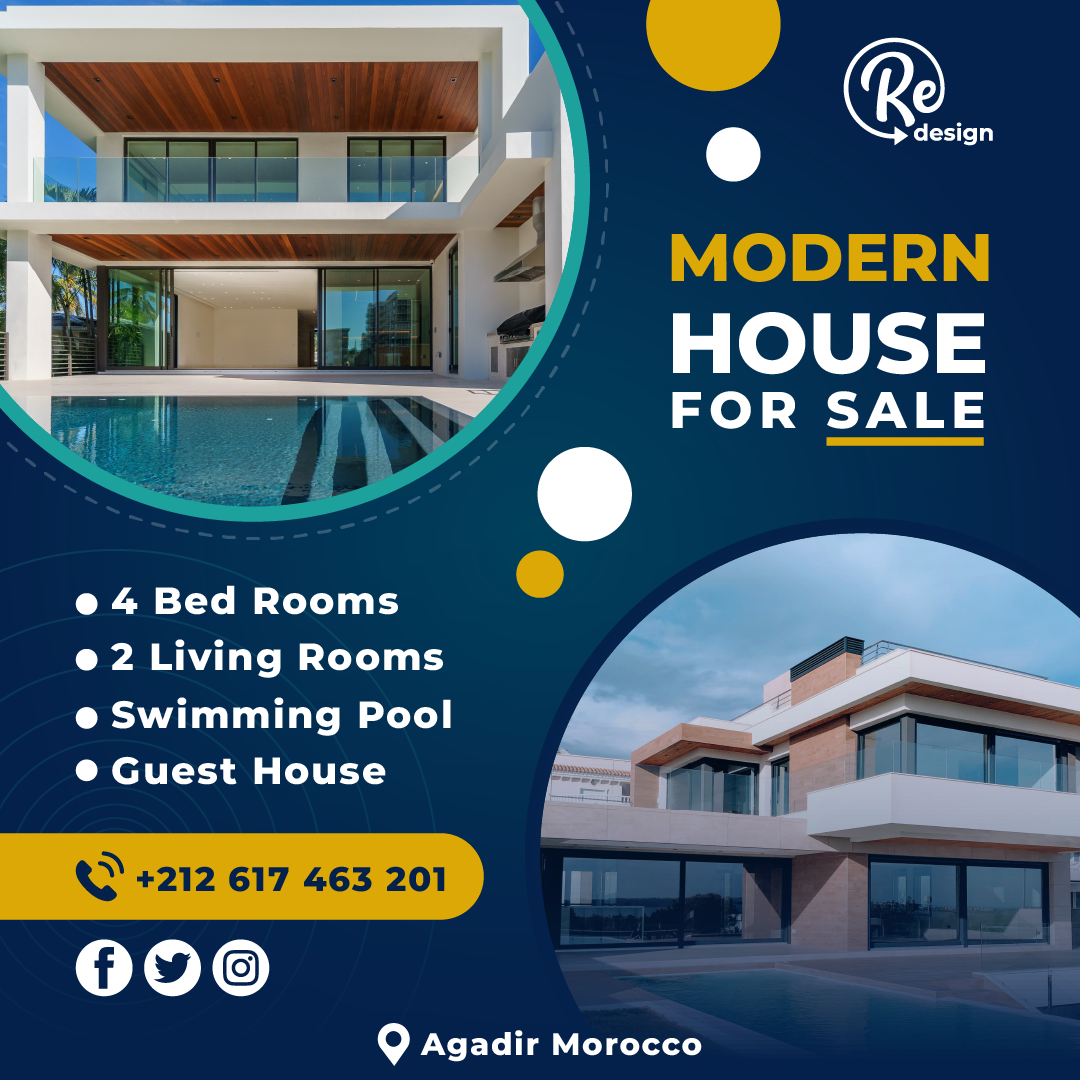 Re
design
MODERN
HOUSE
FOR SALE
4 Bed Rooms
2 Living Rooms
Swimming Pool
Guest House
+212 617 463 201
Agadir Morocco